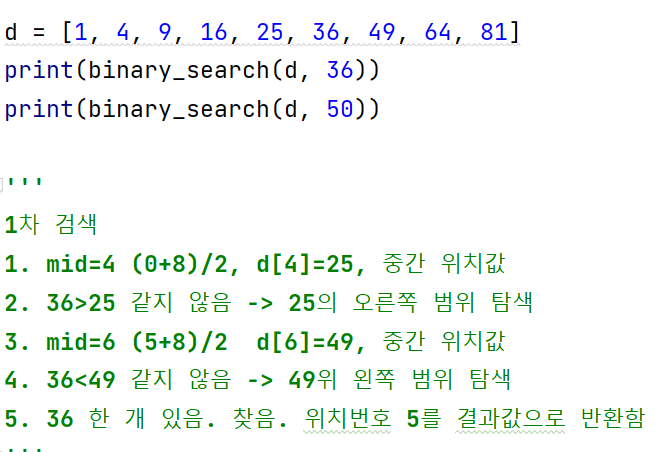 d = [1, 4, 9, 16, 25, 36, 49, 64, 81]
print(binary_search(d, 36))
print(binary_search(d, 50))
'''
1차 검색
1. mid=4 (0+8)/2, d[4]=25, 중간 위치값
2. 36>25 같지 않음 -> 25의 오른쪽 범위 탐색
3. mid=6 (5+8)/2  d[6]=49, 중간 위치값
4. 36<49 같지 않음 -> 49위 왼쪽 범위 탐색
5. 36 한 개 있음. 찾음. 위치번호 5를 결과값으로 반환함
'''